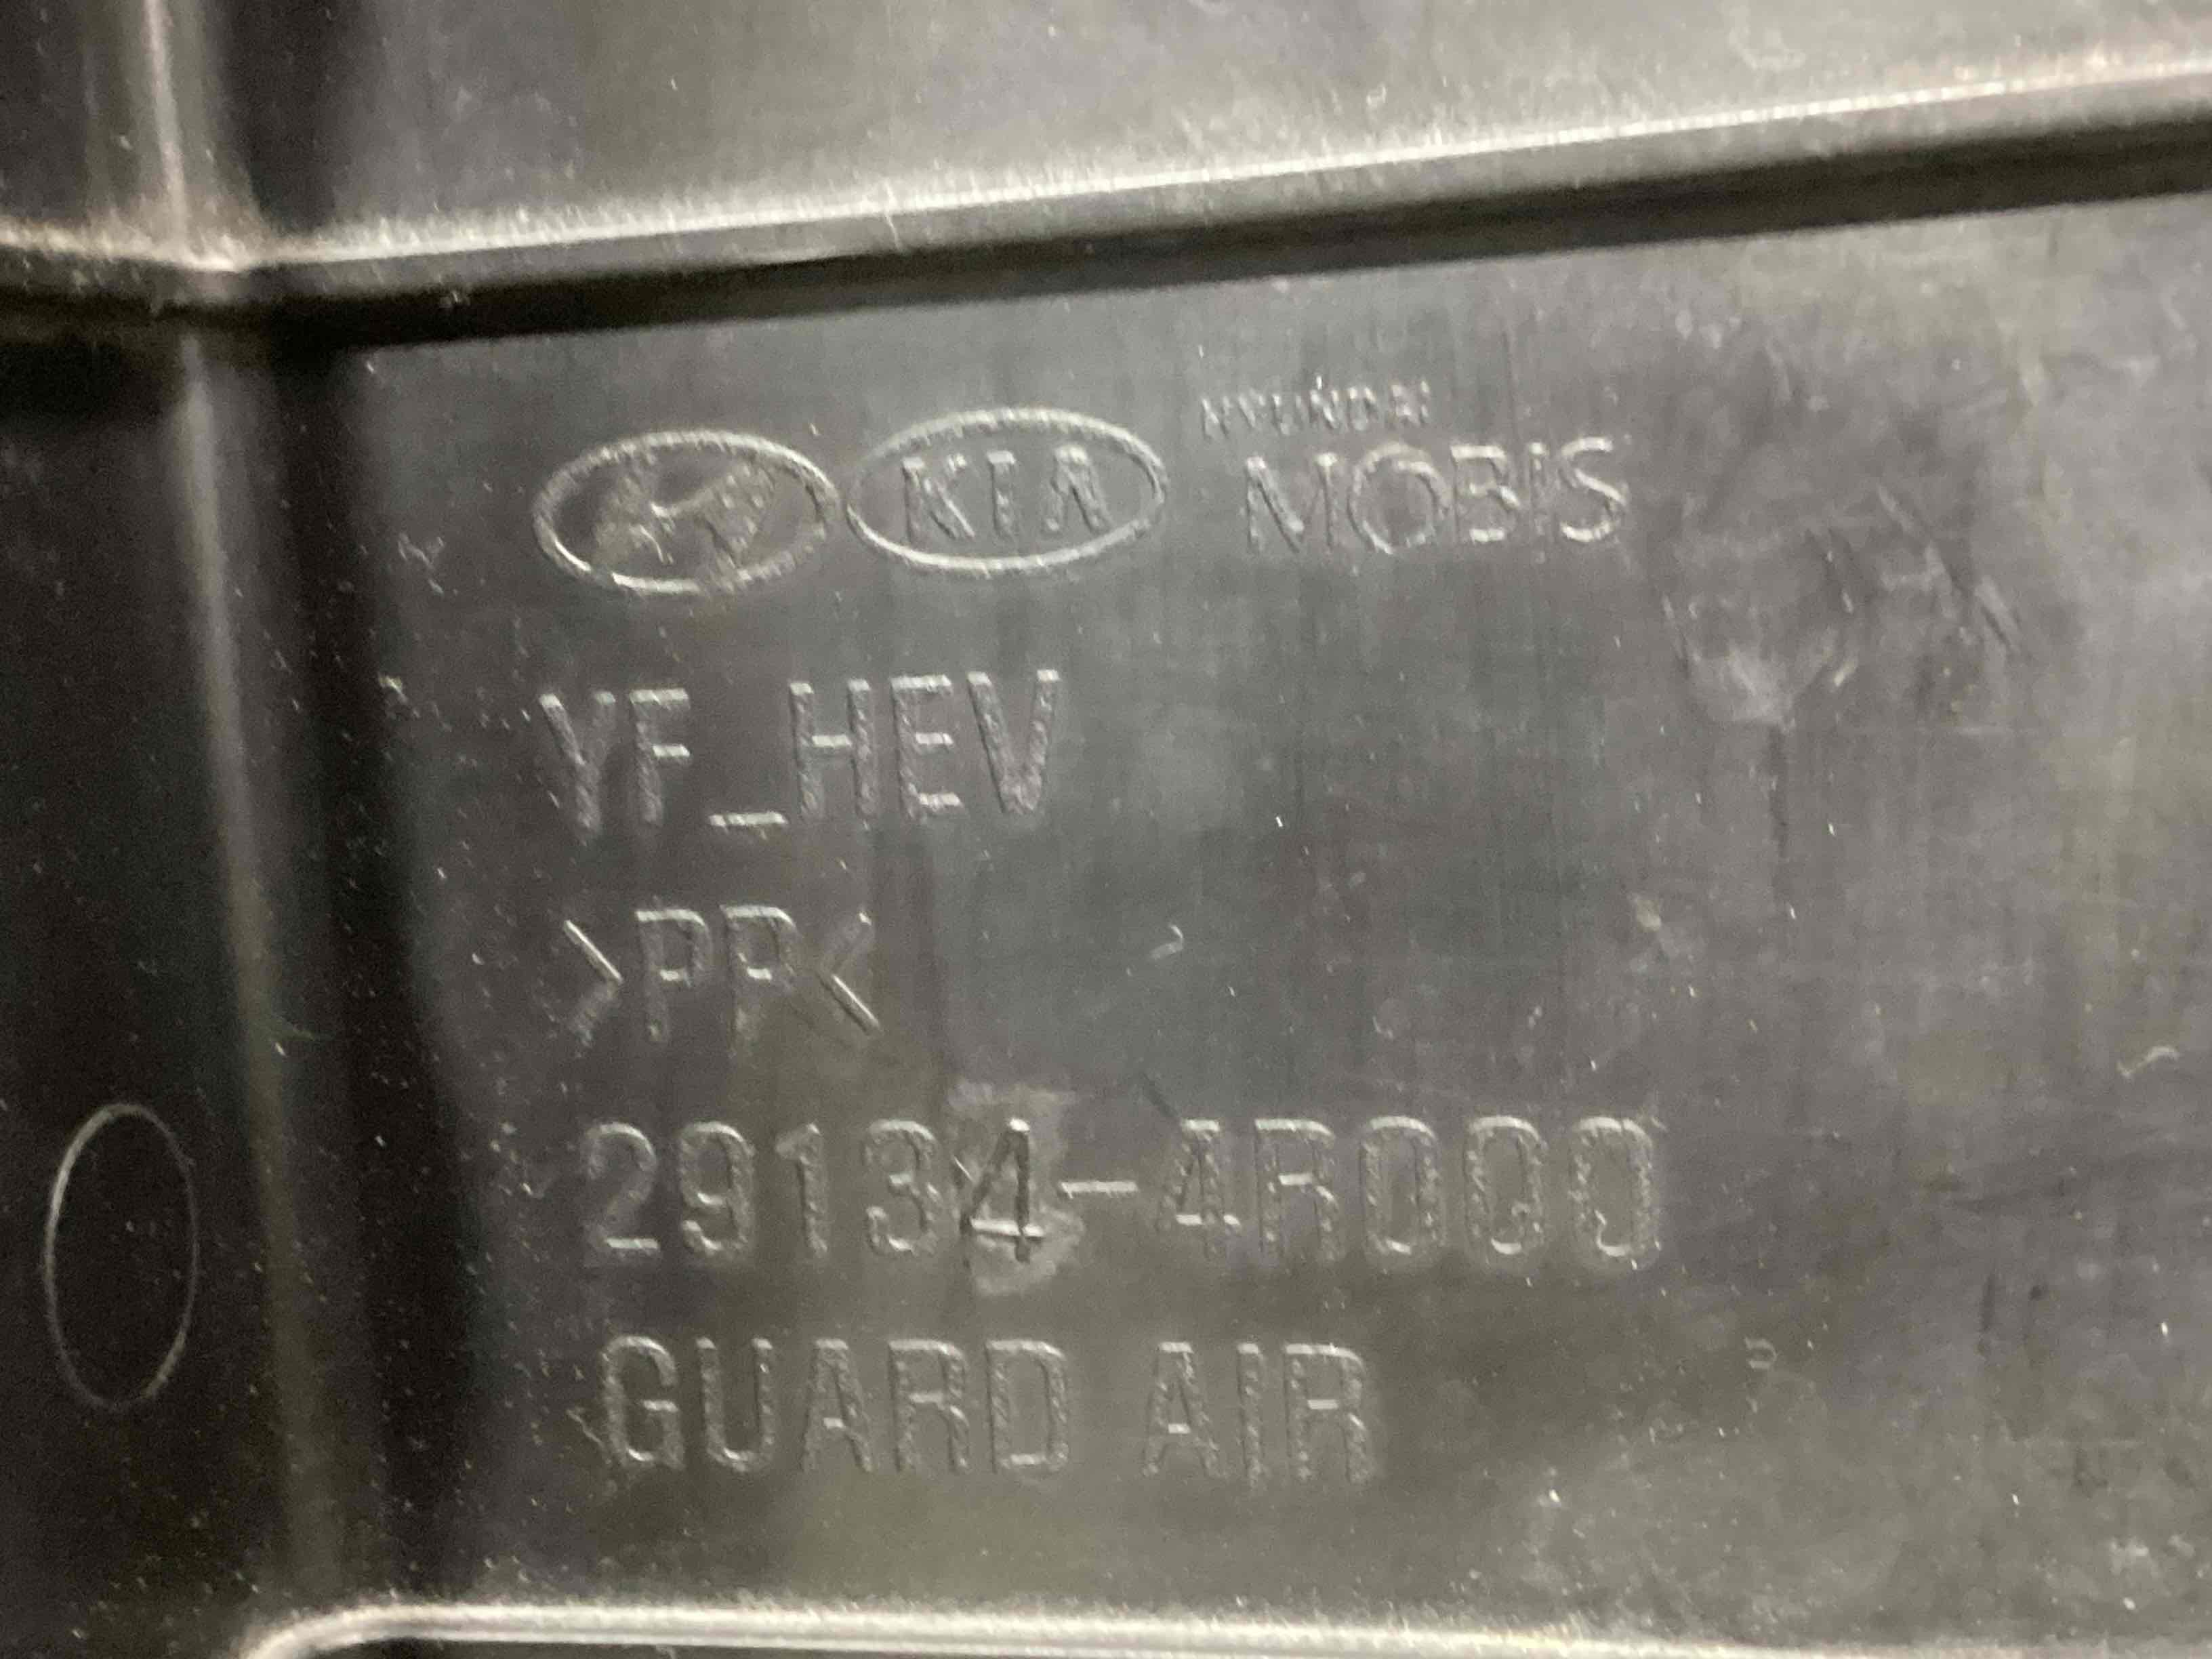 KIA HYUNDAI MOBIS
YF_HEV
>PP<
29134-4R000
GUARD AIR